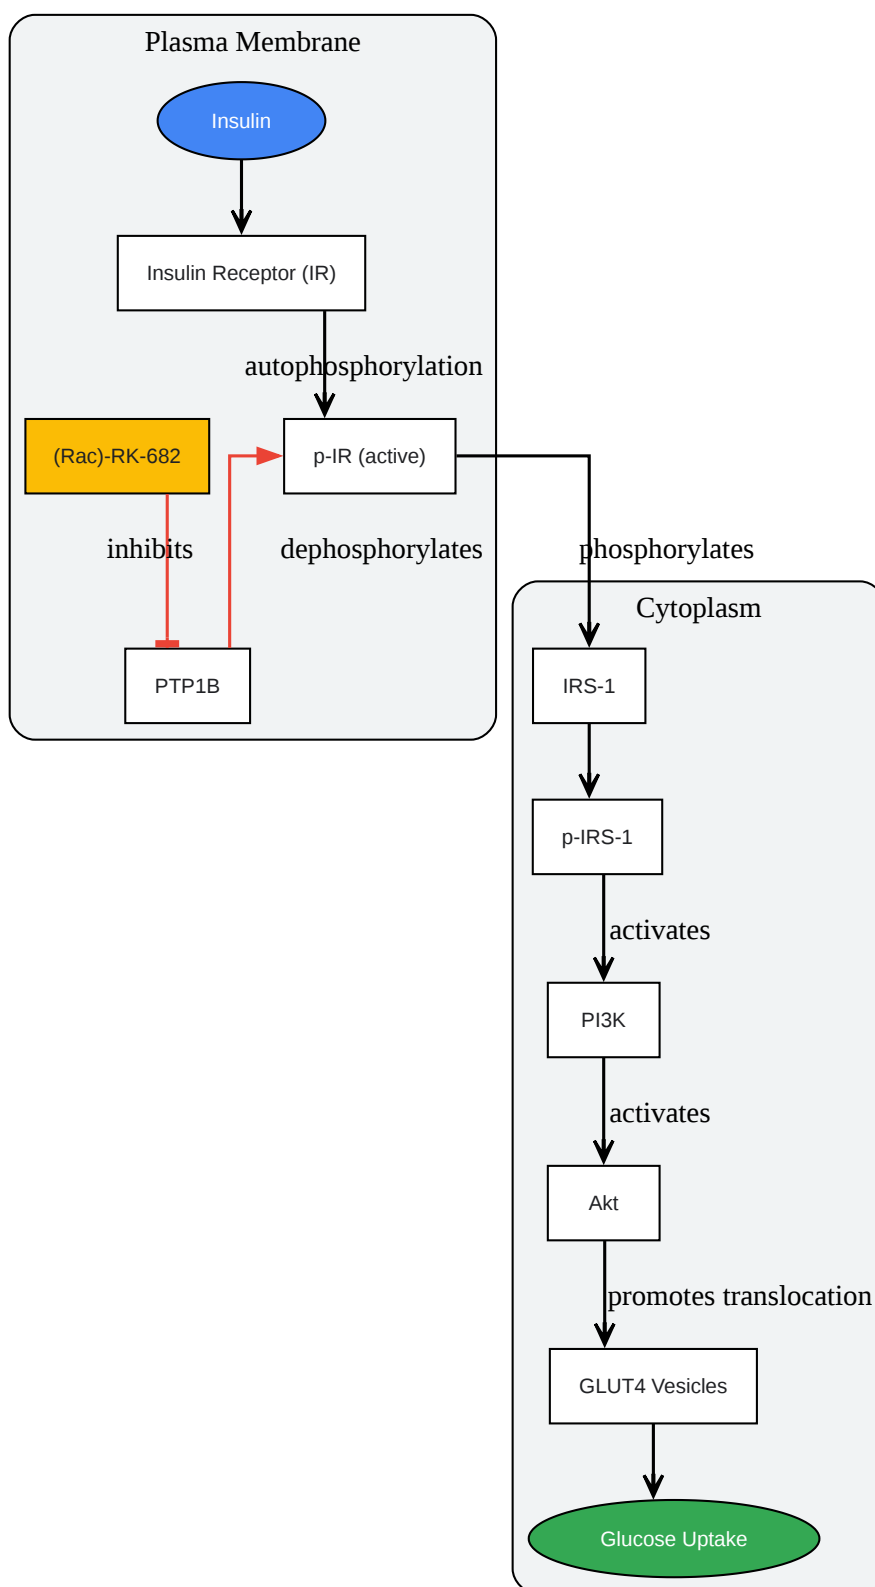 Plasma Membrane
Insulin
Insulin Receptor (IR)
autophosphorylation
(Rac)-RK-682
p-IR (active)
inhibits
dephosphorylates
phosphorylates
Cytoplasm
PTP1B
IRS-1
p-IRS-1
activates
PI3K
activates
Akt
promotes translocation
GLUT4 Vesicles
Glucose Uptake